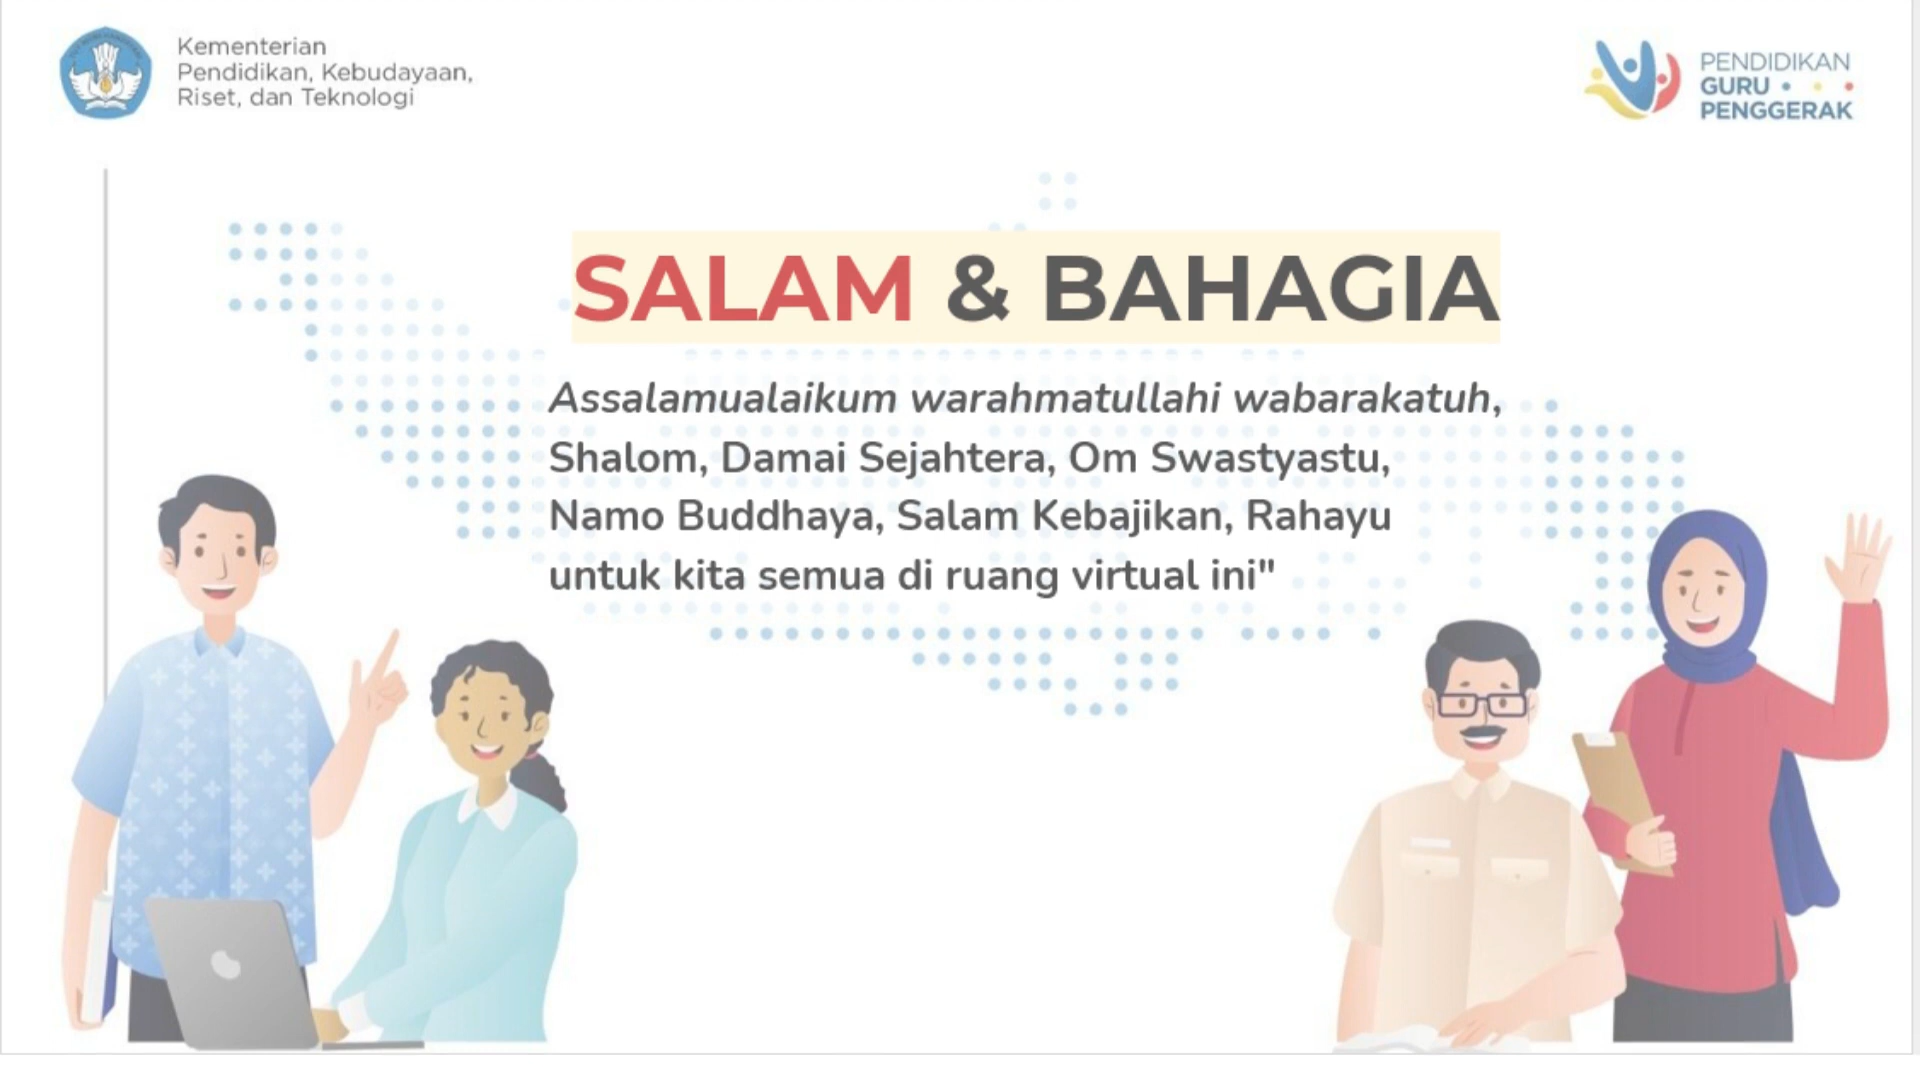 Kementerian
Pendidikan, Kebudayaan,
Riset, dan Teknologi
PENDIDIKAN
GURU
PENGGERAK
SALAM & BAHAGIA
Assalamualaikum warahmatullahi wabarakatuh,
Shalom, Damai Sejahtera, Om Swastyastu,
Namo Buddhaya, Salam Kebajikan, Rahayu
untuk kita semua di ruang virtual ini"